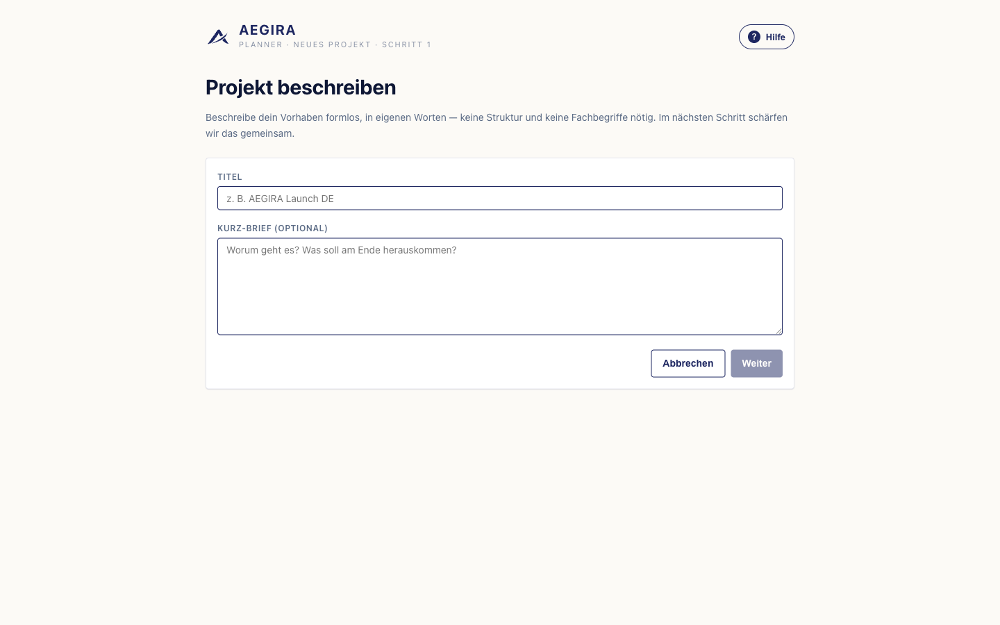 AEGIRA
PLANNER · NEUES PROJEKT · SCHRITT 1
? Hilfe
Projekt beschreiben
Beschreibe dein Vorhaben formlos, in eigenen Worten — keine Struktur und keine Fachbegriffe nötig. Im nächsten Schritt schärfen
wir das gemeinsam.
TITEL
z. B. AEGIRA Launch DE
KURZ-BRIEF (OPTIONAL)
Worum geht es? Was soll am Ende herauskommen?
Abbrechen
Weiter